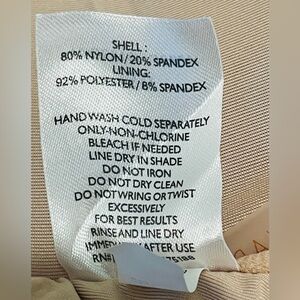 SHELL :
80% NYLON / 20% SPANDEX
LINING:
92% POLYESTER / 8% SPANDEX
HAND WASH COLD SEPARATELY
ONLY-NON-CHLORINE
BLEACH IF NEEDED
LINE DRY IN SHADE
DO NOT IRON
DO NOT DRY CLEAN
DO NOT WRING OR TWIST
EXCESSIVELY
FOR BEST RESULTS
RINSE AND LINE DRY
AFTER USE
RN#